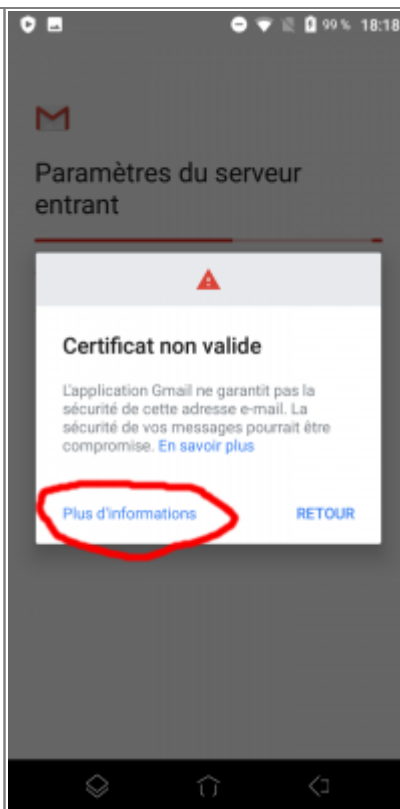 99 % 18:18
Paramètres du serveur
entrant
Certificat non valide
L'application Gmail ne garantit pas la
sécurité de cette adresse e-mail. La
sécurité de vos messages pourrait être
compromise. En savoir plus
Plus d'informations RETOUR